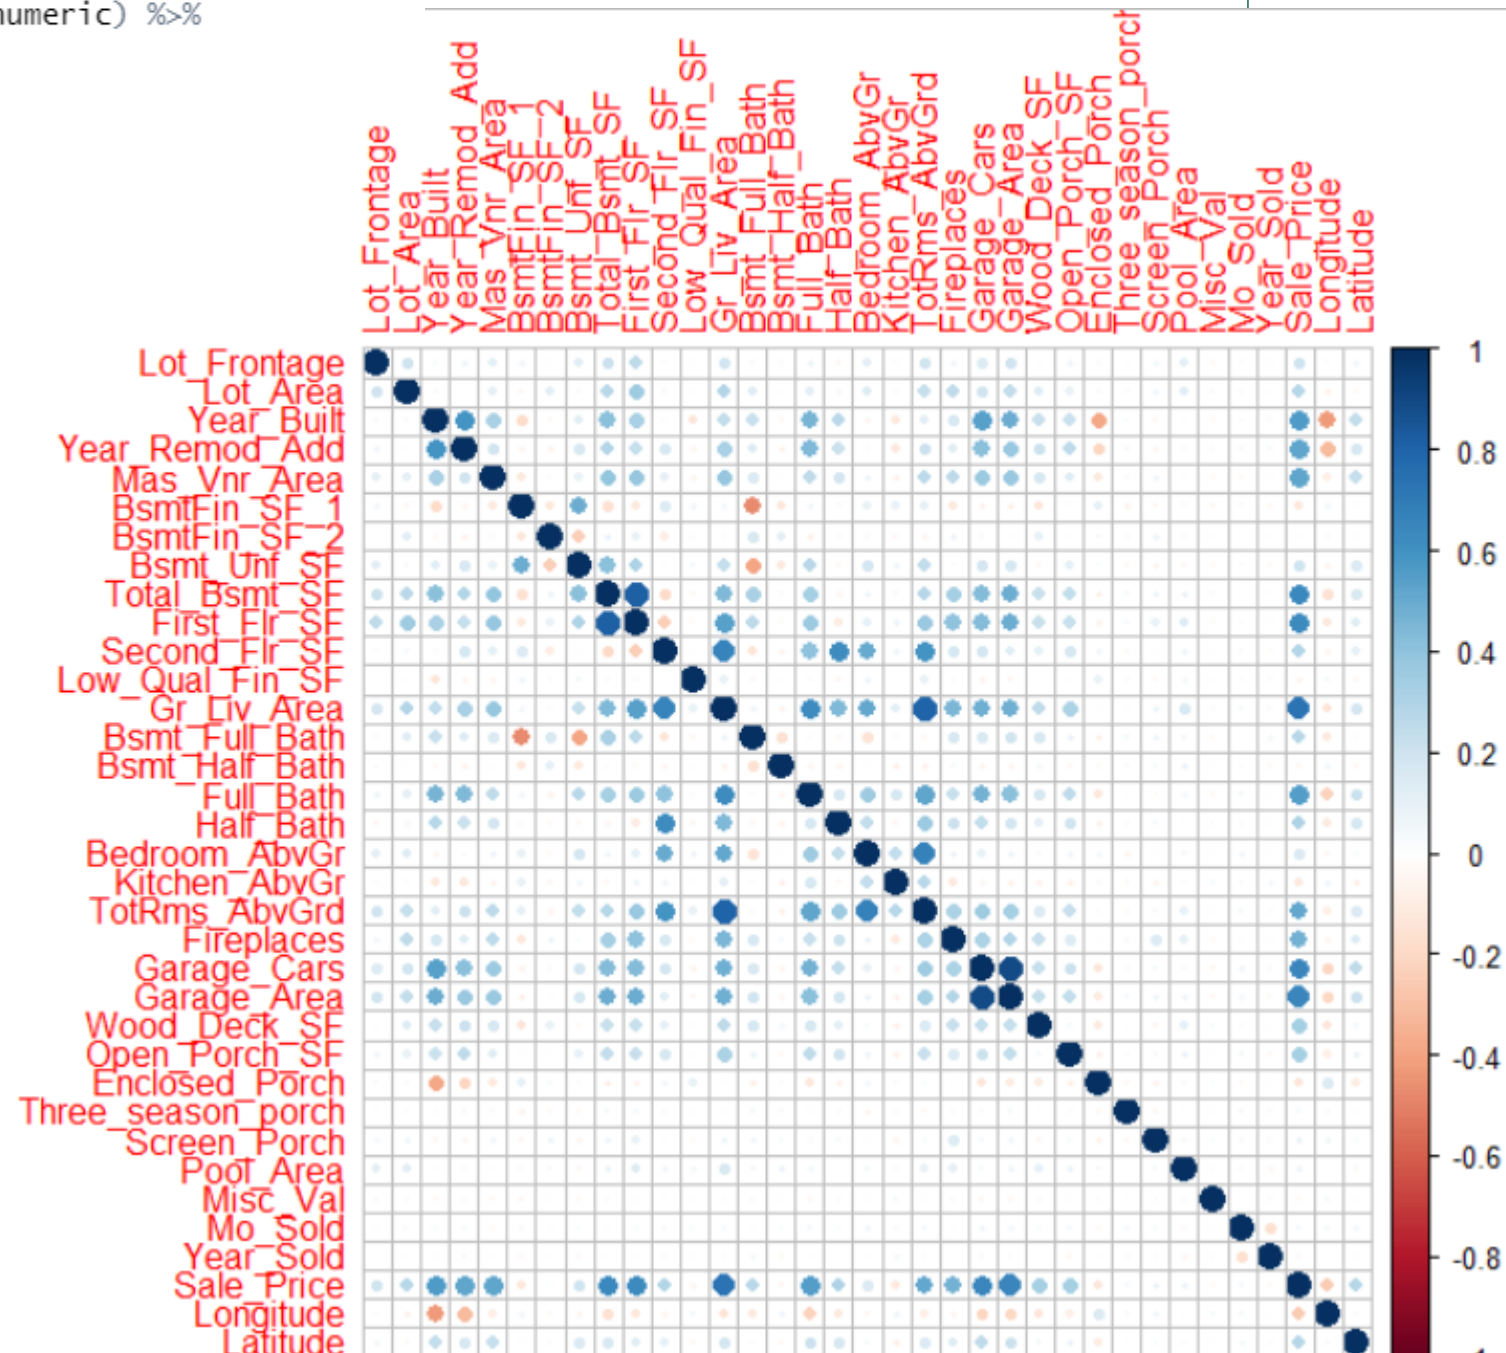 numeric) %>%
Lot_Frontage
Lot_Area
Year_Built
Year_Remod_Add
Mas_Vnr_Area
BsmtFin_SF_1
BsmtFin_SF_2
Bsmt_Unf_SF
Total_Bsmt_SF
First_Flr_SF
Second_Flr_SF
Low_Qual_Fin_SF
Gr_Liv_Area
Bsmt_Full_Bath
Bsmt_Half_Bath
Full_Bath
Half_Bath
Bedroom_AbvGr
Kitchen_AbvGr
TotRms_AbvGrd
Fireplaces
Garage_Cars
Garage_Area
Wood_Deck_SF
Open_Porch_SF
Enclosed_Porch
Three_season_porch
Screen_Porch
Pool_Area
Misc_Val
Mo_Sold
Year_Sold
Sale_Price
Longitude
Latitude
Lot_Frontage
Lot_Area
Year_Built
Year_Remod_Add
Mas_Vnr_Area
BsmtFin_SF_1
BsmtFin_SF_2
Bsmt_Unf_SF
Total_Bsmt_SF
First_Flr_SF
Second_Flr_SF
Low_Qual_Fin_SF
Gr_Liv_Area
Bsmt_Full_Bath
Bsmt_Half_Bath
Full_Bath
Half_Bath
Bedroom_AbvGr
Kitchen_AbvGr
TotRms_AbvGrd
Fireplaces
Garage_Cars
Garage_Area
Wood_Deck_SF
Open_Porch_SF
Enclosed_Porch
Three_season_porch
Screen_Porch
Pool_Area
Misc_Val
Mo_Sold
Year_Sold
Sale_Price
Longitude
Latitude
1
0.8
0.6
0.4
0.2
0
-0.2
-0.4
-0.6
-0.8